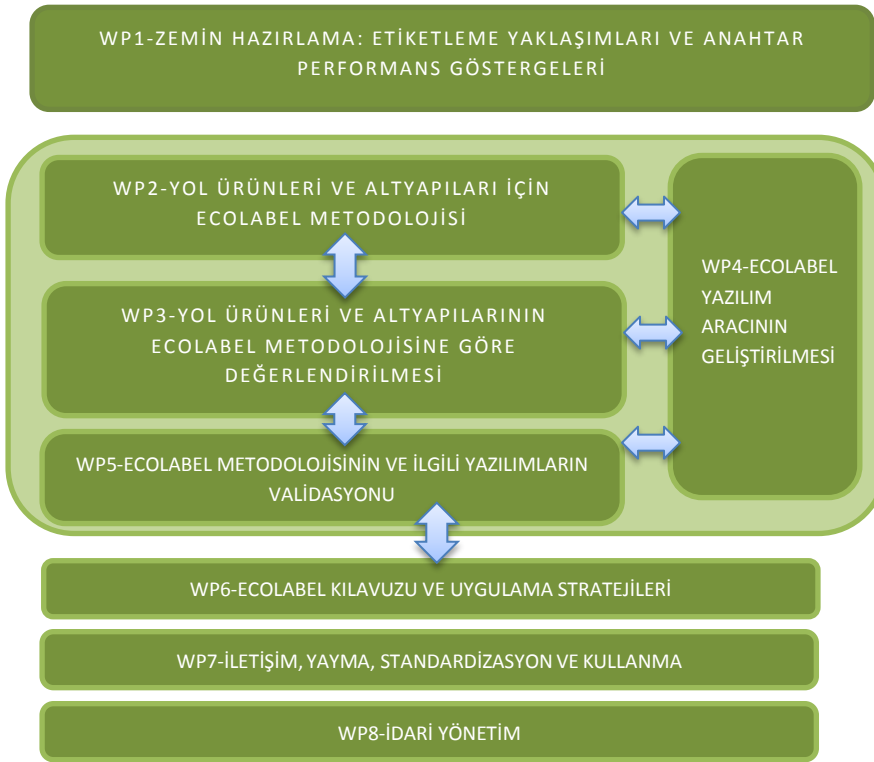 WP1-ZEMİN HAZIRLAMA: ETİKETLEME YAKLAŞIMLARI VE ANAHTAR
PERFORMANS GÖSTERGELERİ
WP2-YOL ÜRÜNLERİ VE ALTYAPILARI İÇİN
ECOLABEL METODOLOJİSİ
WP3-YOL ÜRÜNLERİ VE ALTYAPILARININ
ECOLABEL METODOLOJİSİNE GÖRE
DEĞERLENDİRİLMESİ
WP5-ECOLABEL METODOLOJİSİNİN VE İLGİLİ YAZILIMLARIN
VALİDASYONU
WP4-ECOLABEL
YAZILIM
ARACININ
GELİŞTİRİLMESİ
WP6-ECOLABEL KILAVUZU VE UYGULAMA STRATEJİLERİ
WP7-İLETİŞİM, YAYMA, STANDARDİZASYON VE KULLANMA
WP8-İDARİ YÖNETİM